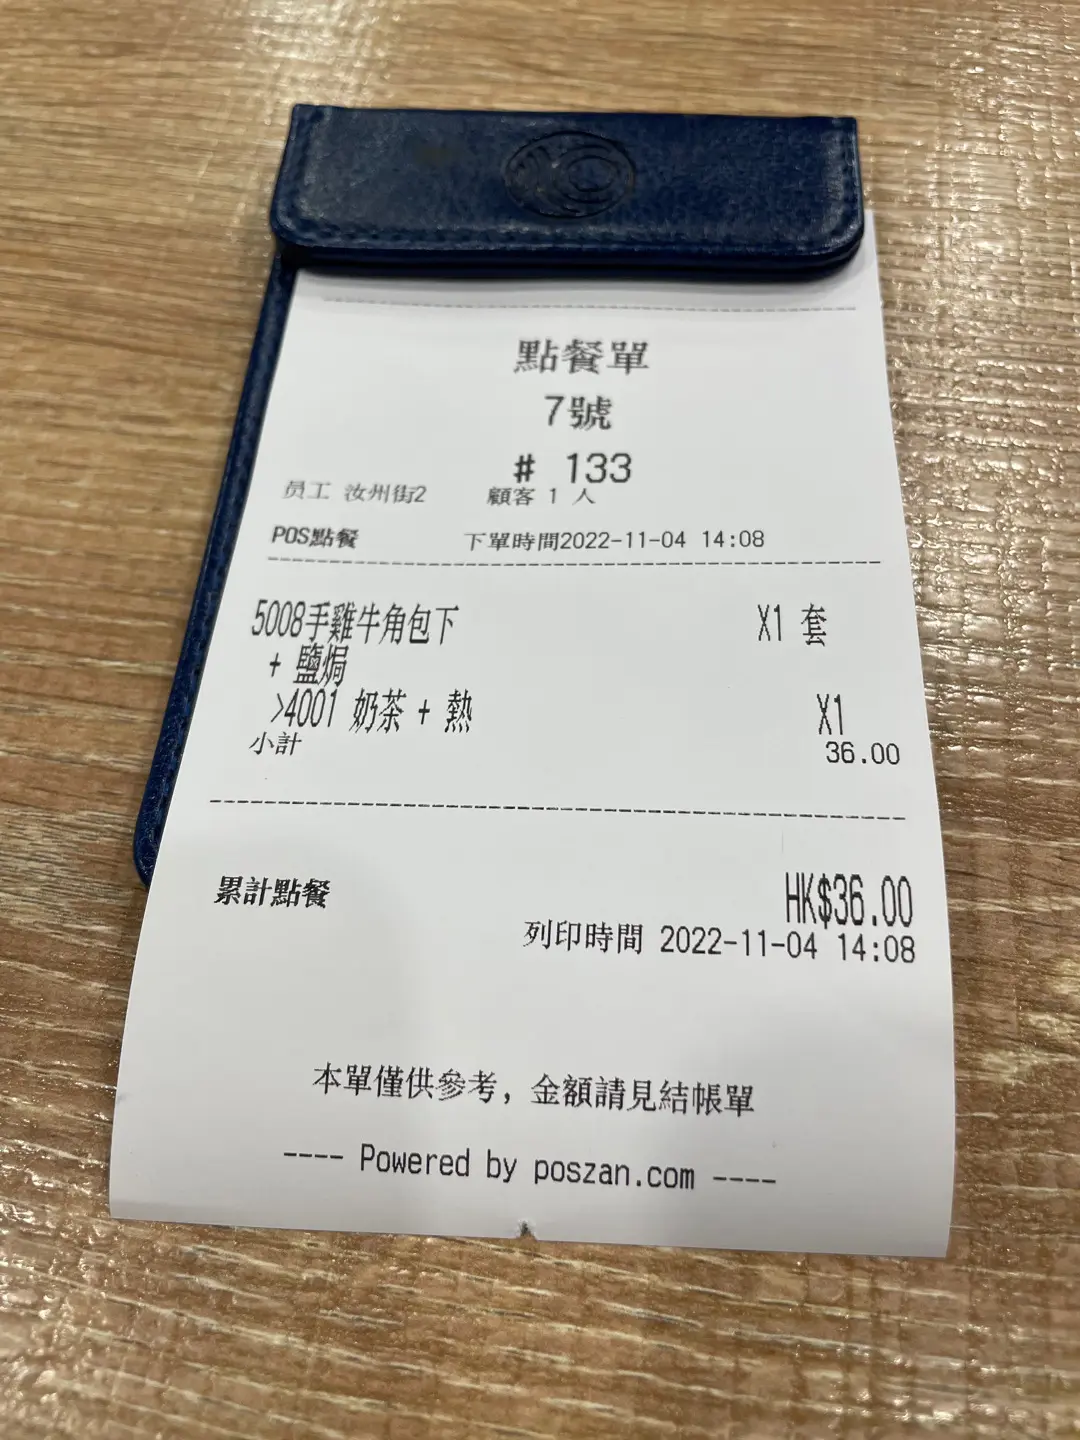 點餐單
7號
# 133
员工 汝州街2 顧客 1 人
POS點餐 下單時間2022-11-04 14:08
5008手雞牛角包下 X1 套
+ 鹽焗
>4001 奶茶 + 熱 X1
小計 36.00
累計點餐 HK$36.00
列印時間 2022-11-04 14:08
本單僅供參考, 金額請見結帳單
---- Powered by poszan.com ----